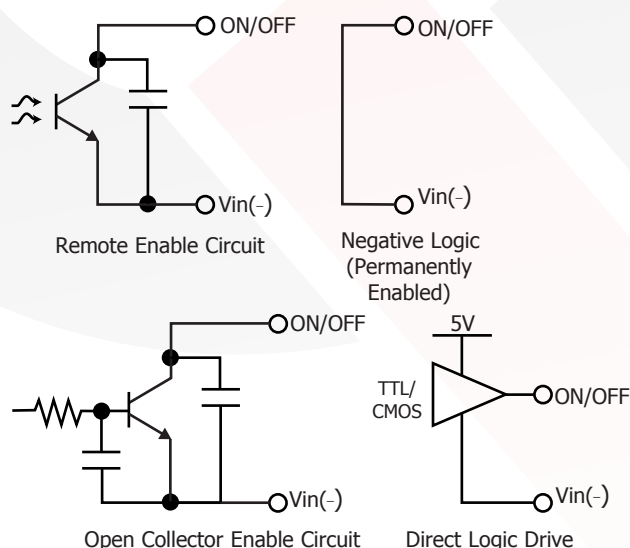 ON/OFF
Vin(-)
Remote Enable Circuit
ON/OFF
Vin(-)
Negative Logic
(Permanently
Enabled)
ON/OFF
Vin(-)
Open Collector Enable Circuit
5V
TTL/
CMOS
ON/OFF
Vin(-)
Direct Logic Drive